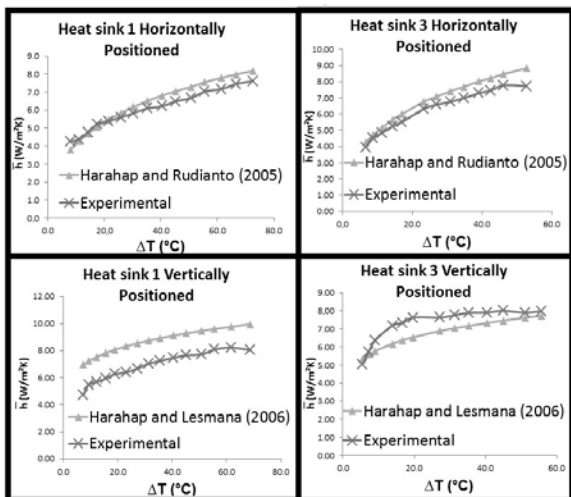 Heat sink 1 Horizontally
Positioned
9.0
8.0
7.0
6.0
5.0
4.0
3.0
2.0
1.0
0.0
h̅ (W/m²K)
Harahap and Rudianto (2005)
Experimental
0.0 20.0 40.0 60.0 80.0
ΔT (°C)
Heat sink 3 Horizontally
Positioned
10.00
9.00
8.00
7.00
6.00
5.00
4.00
3.00
2.00
1.00
0.00
h̅ (W/m²K)
Harahap and Rudianto (2005)
Experimental
0.0 20.0 40.0 60.0
ΔT (°C)
Heat sink 1 Vertically
Positioned
12.00
10.00
8.00
6.00
4.00
2.00
0.00
h̅ (W/m²K)
Harahap and Lesmana (2006)
Experimental
0.0 20.0 40.0 60.0 80.0
ΔT (°C)
Heat sink 3 Vertically
Positioned
9.00
8.00
7.00
6.00
5.00
4.00
3.00
2.00
1.00
0.00
h̅ (W/m²K)
Harahap and Lesmana (2006)
Experimental
0.0 20.0 40.0 60.0
ΔT (°C)